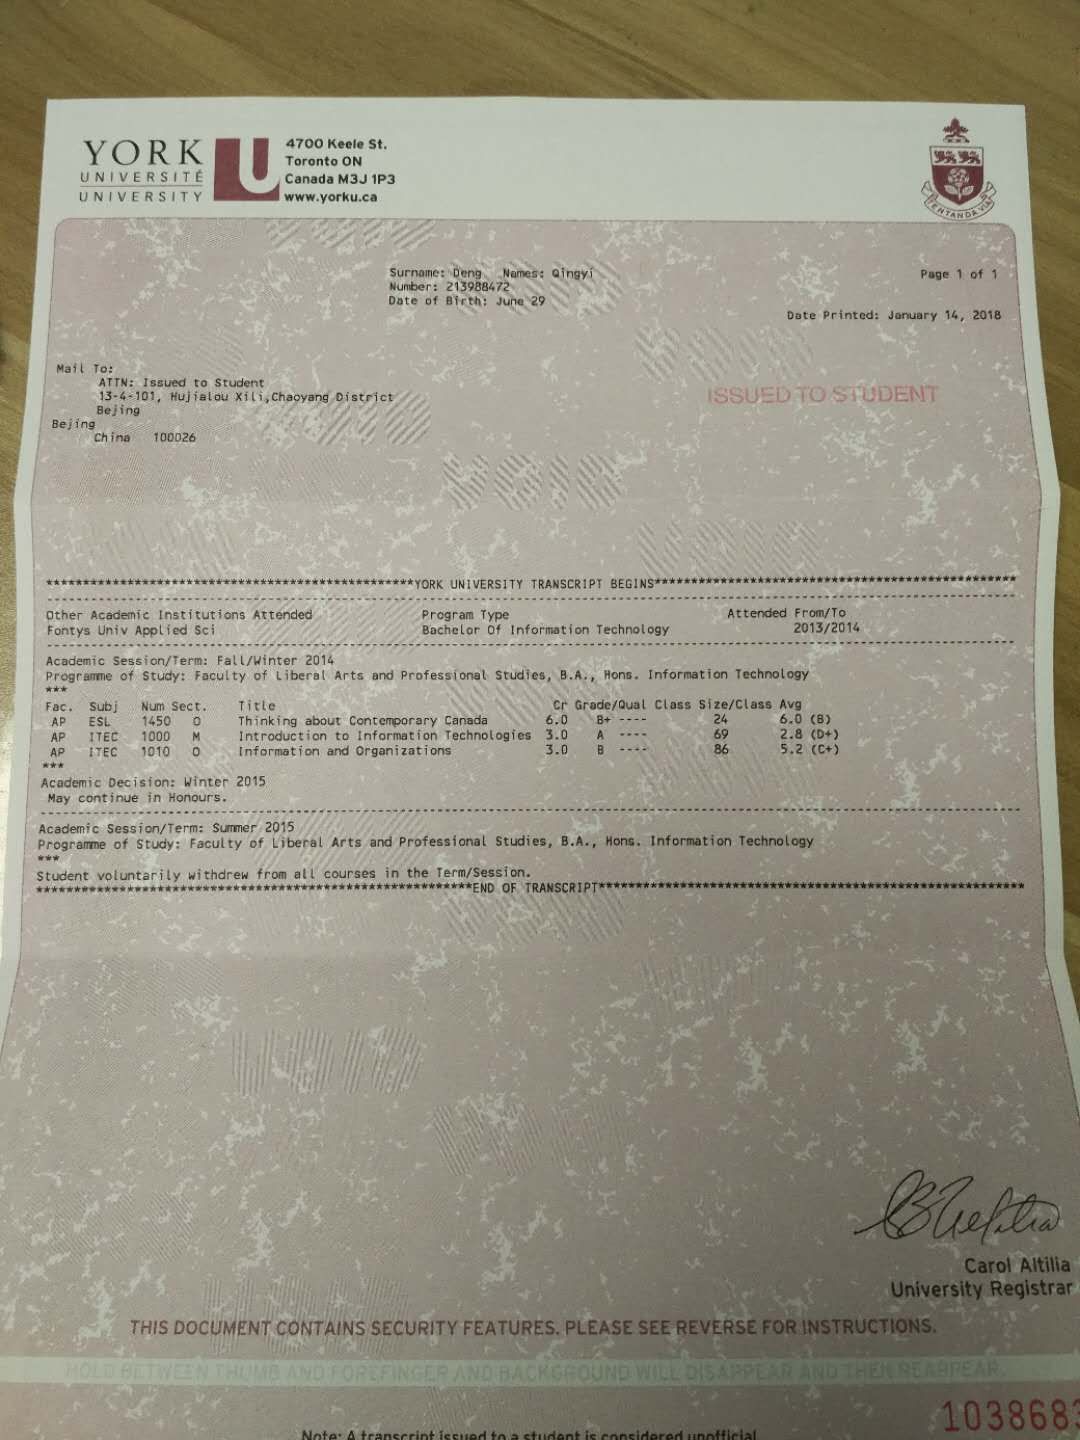 YORK
UNIVERSITÉ
UNIVERSITY
U
4700 Keele St.
Toronto ON
Canada M3J 1P3
www.yorku.ca
TENTANDA VIA
Surname: Deng Names: Qingyi
Number: 213988472
Date of Birth: June 29
Page 1 of 1
Date Printed: January 14, 2018
Mail To:
ATTN: Issued to Student
13-4-101, Hujialou Xili,Chaoyang District
Bejing
Bejing
China 100026
ISSUED TO STUDENT
VOID
YORK UNIVERSITY TRANSCRIPT BEGINS
Other Academic Institutions Attended Program Type Attended From/To
Fontys Univ Applied Sci Bachelor Of Information Technology 2013/2014
Academic Session/Term: Fall/Winter 2014
Programme of Study: Faculty of Liberal Arts and Professional Studies, B.A., Hons. Information Technology
***
Fac. Subj Num Sect. Title Cr Grade/Qual Class Size/Class Avg
AP ESL 1450 O Thinking about Contemporary Canada 6.0 B+ ---- 24 6.0 (B)
AP ITEC 1000 M Introduction to Information Technologies 3.0 A ---- 69 2.8 (D+)
AP ITEC 1010 O Information and Organizations 3.0 B ---- 86 5.2 (C+)
***
Academic Decision: Winter 2015
May continue in Honours.
Academic Session/Term: Summer 2015
Programme of Study: Faculty of Liberal Arts and Professional Studies, B.A., Hons. Information Technology
***
Student voluntarily withdrew from all courses in the Term/Session.
END OF TRANSCRIPT
Carol Altilia
University Registrar
THIS DOCUMENT CONTAINS SECURITY FEATURES. PLEASE SEE REVERSE FOR INSTRUCTIONS.
HOLD BETWEEN THUMB AND FOREFINGER AND BACKGROUND WILL DISAPPEAR AND THEN REAPPEAR.
1038683
Note: A transcript issued to a student is considered unofficial